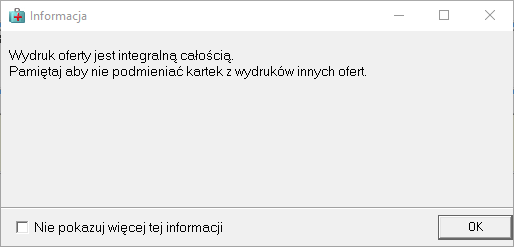 Informacja
Wydruk oferty jest integralną całością.
Pamiętaj aby nie podmieniać kartek z wydruków innych ofert.
Nie pokazuj więcej tej informacji
OK